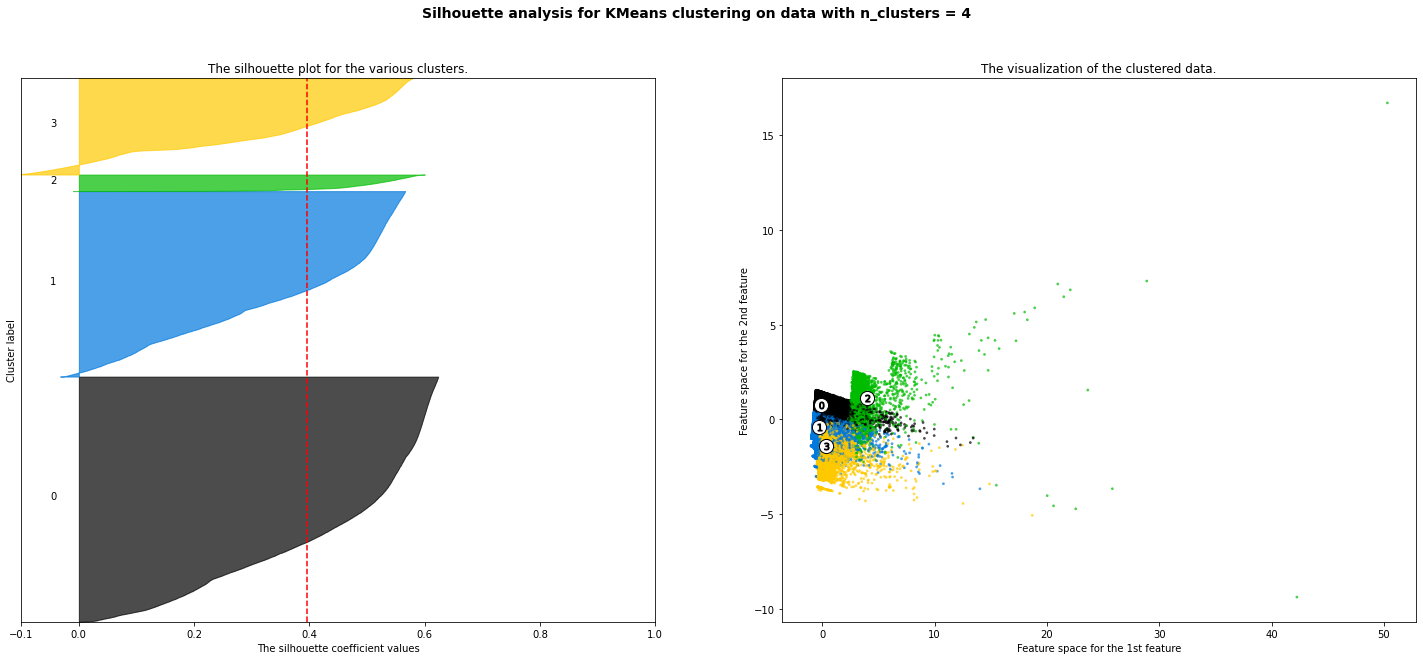 Silhouette analysis for KMeans clustering on data with n_clusters = 4
The silhouette plot for the various clusters.
3
2
1
0
Cluster label
−0.1 0.0 0.2 0.4 0.6 0.8 1.0
The silhouette coefficient values
The visualization of the clustered data.
15
10
5
0
−5
−10
Feature space for the 2nd feature
0
1
2
3
0 10 20 30 40 50
Feature space for the 1st feature